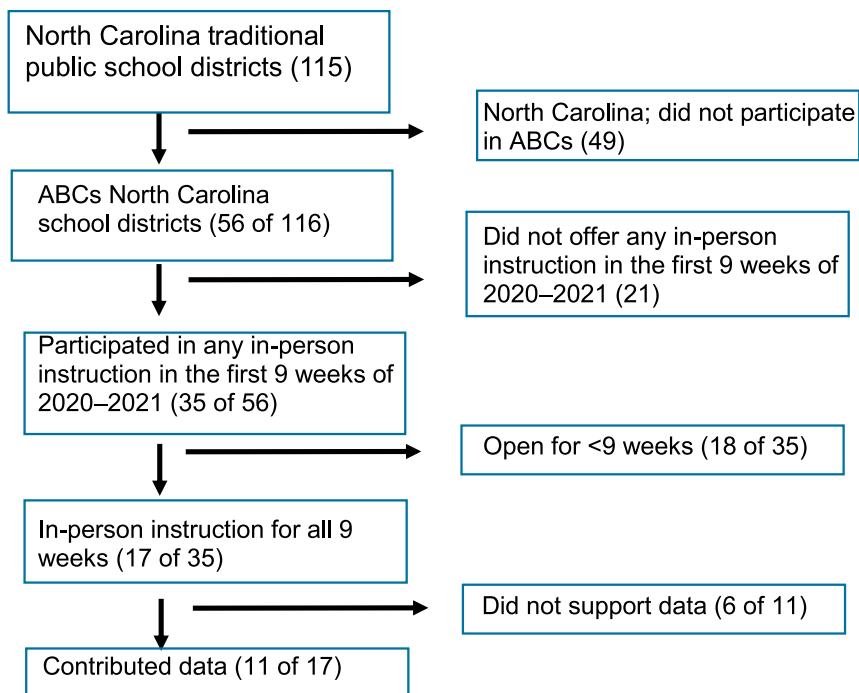 North Carolina traditional
public school districts (115)
North Carolina; did not participate
in ABCs (49)
ABCs North Carolina
school districts (56 of 116)
Did not offer any in-person
instruction in the first 9 weeks of
2020–2021 (21)
Participated in any in-person
instruction in the first 9 weeks of
2020–2021 (35 of 56)
Open for <9 weeks (18 of 35)
In-person instruction for all 9
weeks (17 of 35)
Did not support data (6 of 11)
Contributed data (11 of 17)